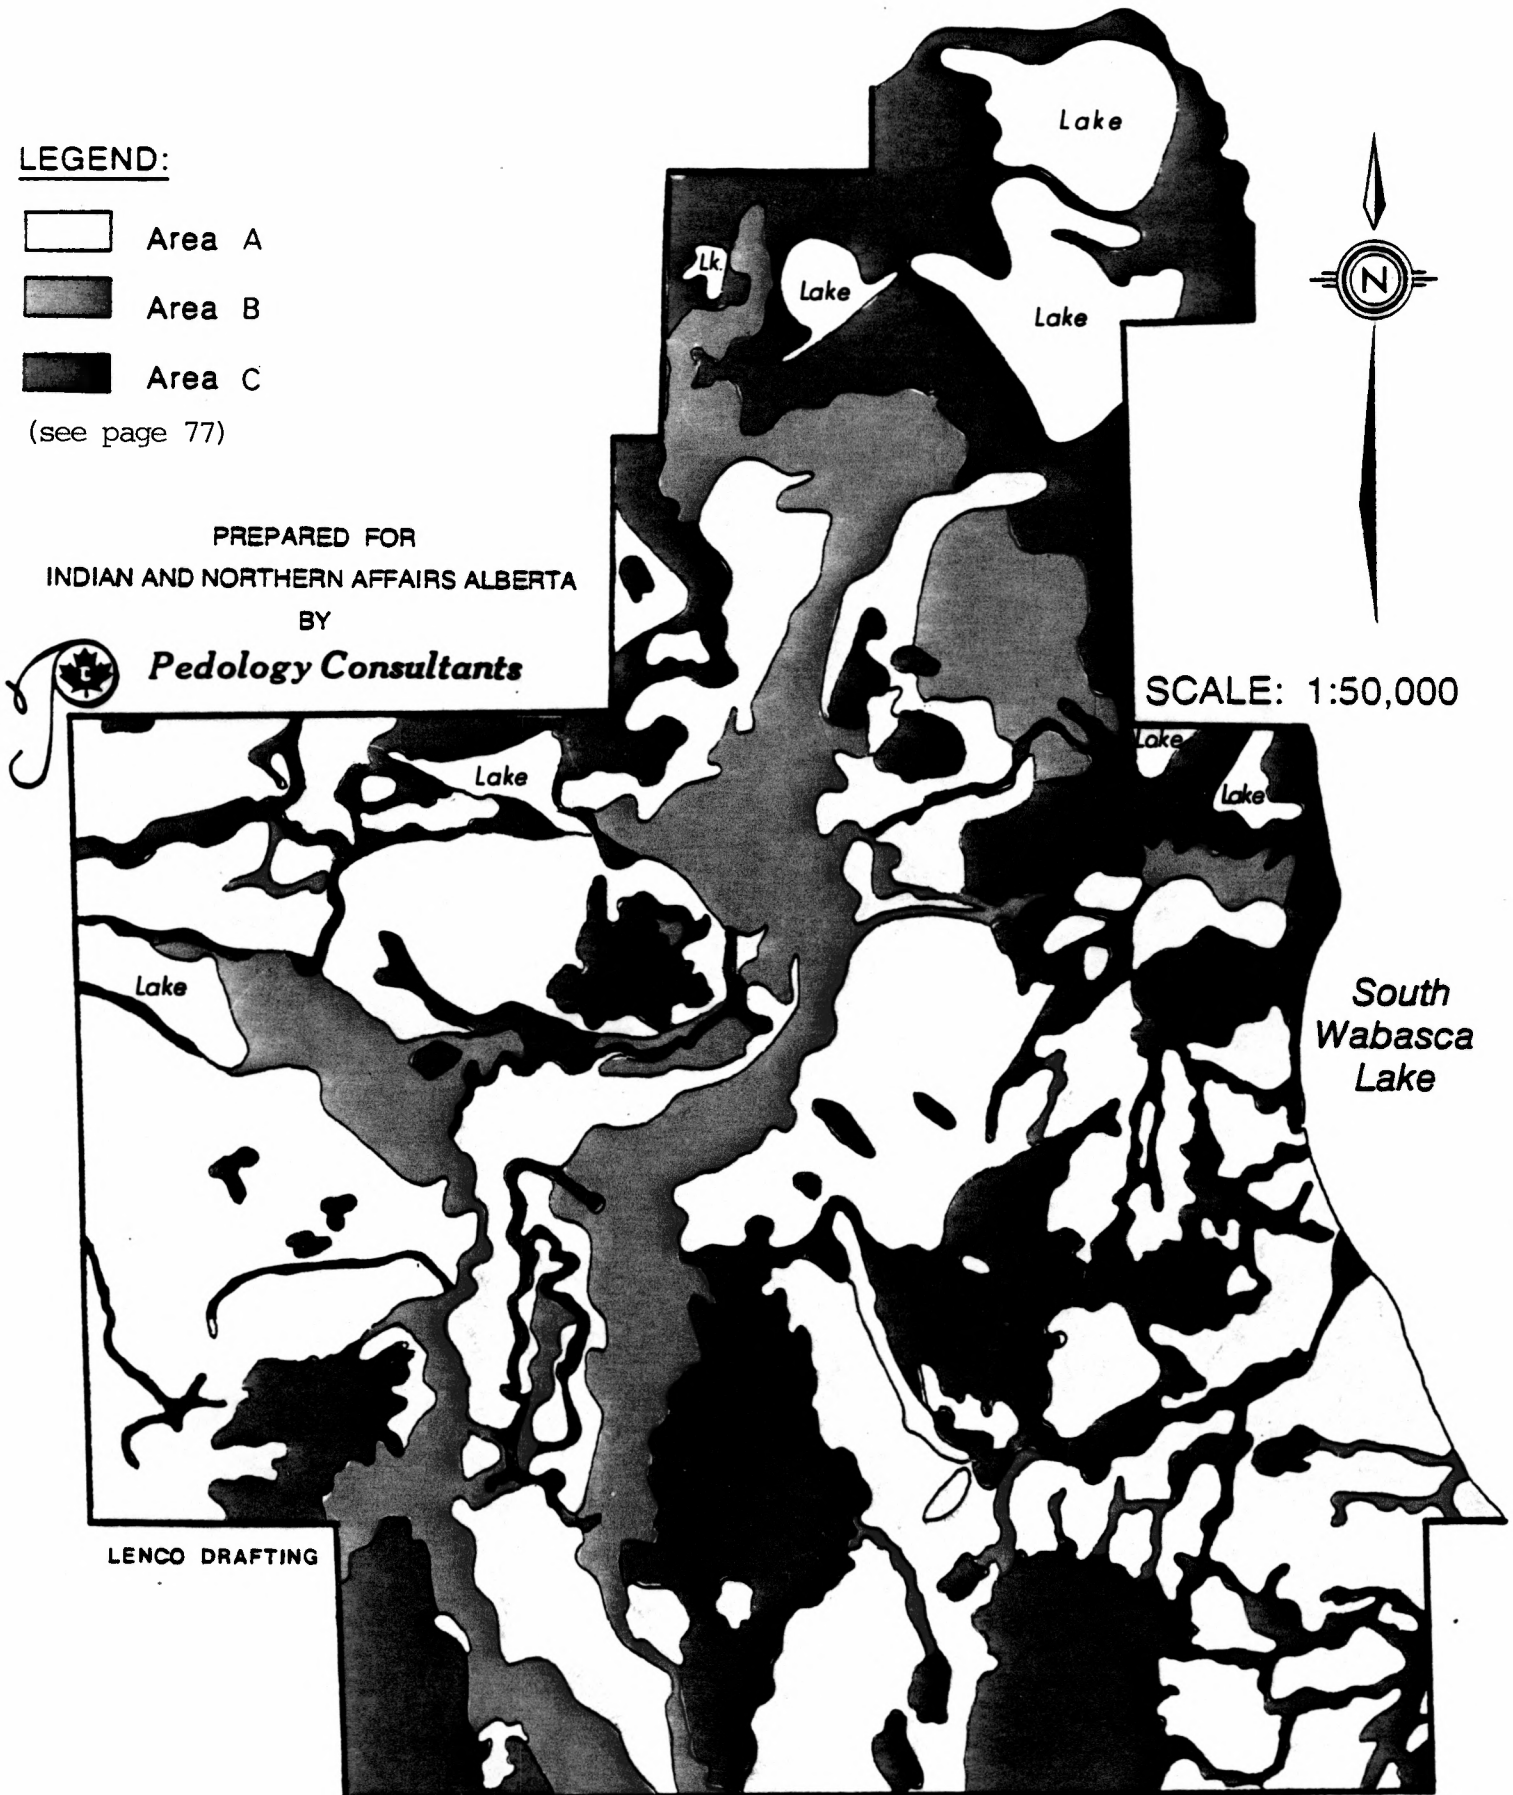 LEGEND:
Area A
Area B
Area C
(see page 77)
PREPARED FOR
INDIAN AND NORTHERN AFFAIRS ALBERTA
BY
Pedology Consultants
Lake
Lk.
Lake
Lake
N
SCALE: 1:50,000
Lake
Lake
Lake
Lake
South
Wabasca
Lake
LENCO DRAFTING